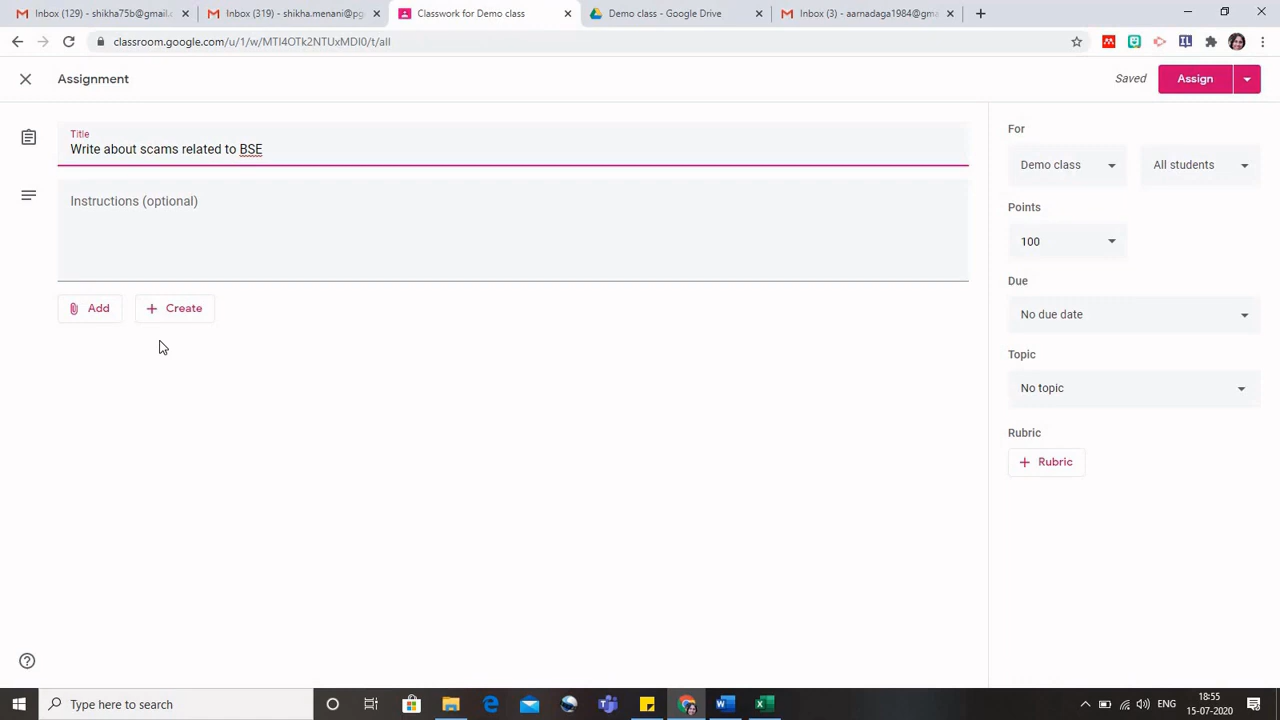 Inbox (129) - shikha75b@gmail.c
Inbox (319) - shikha.menani@pg
Classwork for Demo class
Demo class - Google Drive
Inbox (3) - aarnadaga1984@gm
classroom.google.com/u/1/w/MTI4OTk2NTUxMDI0/t/all
Assignment
Saved
Assign
Title
Write about scams related to BSE
Instructions (optional)
Add
Create
For
Demo class
All students
Points
100
Due
No due date
Topic
No topic
Rubric
Rubric
Type here to search
ENG
18:55
15-07-2020